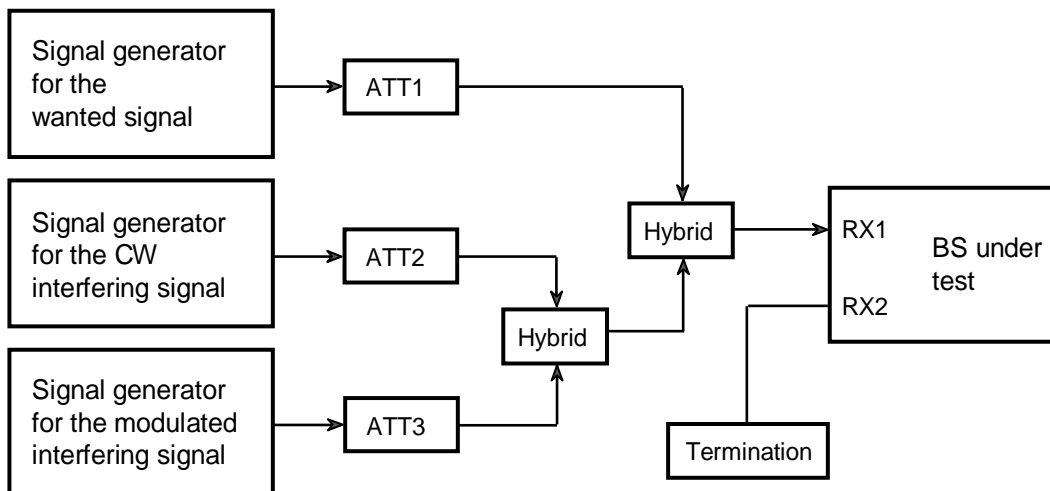 Signal generator
for the
wanted signal
ATT1
Signal generator
for the CW
interfering signal
ATT2
Hybrid
Hybrid
RX1
BS under
test
RX2
Signal generator
for the modulated
interfering signal
ATT3
Termination